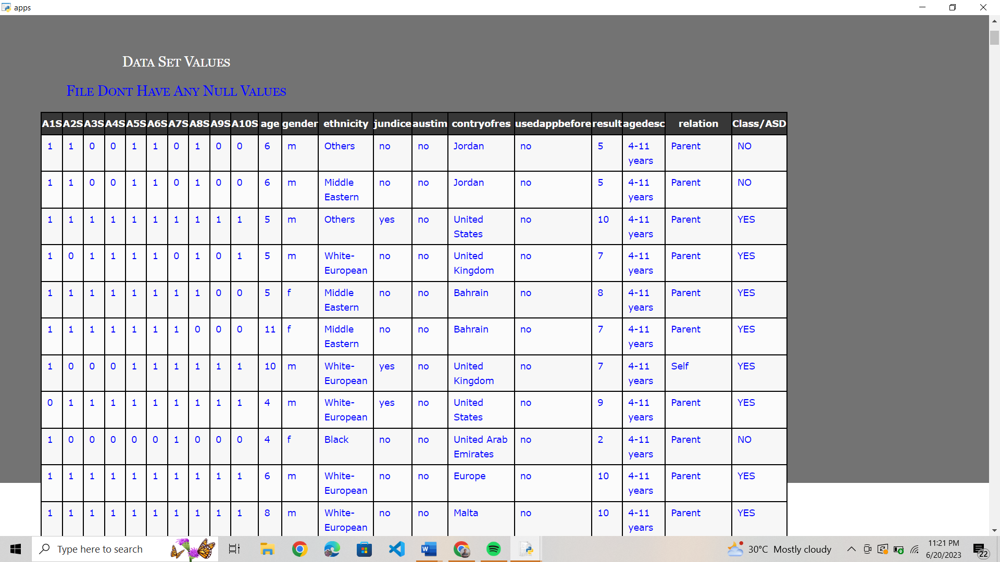 apps
Data Set Values
File Dont Have Any Null Values
A1S A2S A3S A4S A5S A6S A7S A8S A9S A10S age gender ethnicity jundice austim contryofres usedappbefore result agedesc relation Class/ASD
1 1 0 0 1 1 0 1 0 0 6 m Others no no Jordan no 5 4-11 Parent NO
years
1 1 0 0 1 1 0 1 0 0 6 m Middle no no Jordan no 5 4-11 Parent NO
Eastern years
1 1 1 1 1 1 1 1 1 1 5 m Others yes no United no 10 4-11 Parent YES
States years
1 0 1 1 1 1 0 1 0 1 5 m White- no no United no 7 4-11 Parent YES
European Kingdom years
1 1 1 1 1 1 1 1 0 0 5 f Middle no no Bahrain no 8 4-11 Parent YES
Eastern years
1 1 1 1 1 1 1 0 0 0 11 f Middle no no Bahrain no 7 4-11 Parent YES
Eastern years
1 0 0 0 1 1 1 1 1 1 10 m White- yes no United no 7 4-11 Self YES
European Kingdom years
0 1 1 1 1 1 1 1 1 1 4 m White- yes no United no 9 4-11 Parent YES
European States years
1 0 0 0 0 0 1 0 0 0 4 f Black no no United Arab no 2 4-11 Parent NO
Emirates years
1 1 1 1 1 1 1 1 1 1 6 m White- no no Europe no 10 4-11 Parent YES
European years
1 1 1 1 1 1 1 1 1 1 8 m White- no no Malta no 10 4-11 Parent YES
European years
Type here to search
30°C Mostly cloudy
11:21 PM
6/20/2023
22